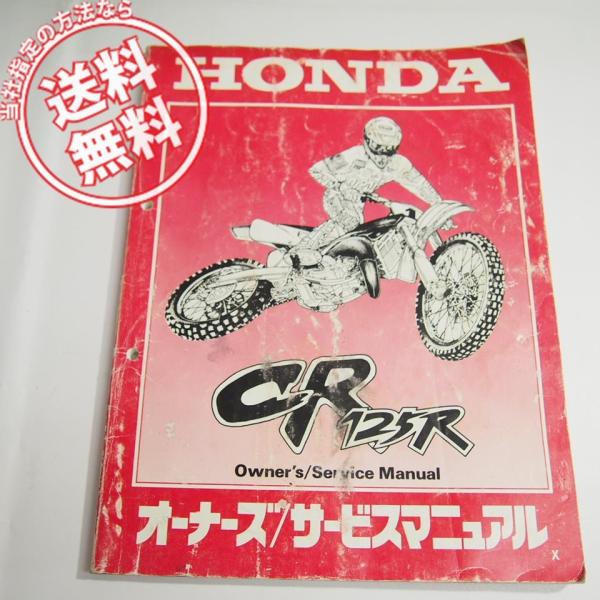 当社指定の方法なら
送料
無料
HONDA
CR125R
Owner's/Service Manual
オーナーズ/サービスマニュアル
X